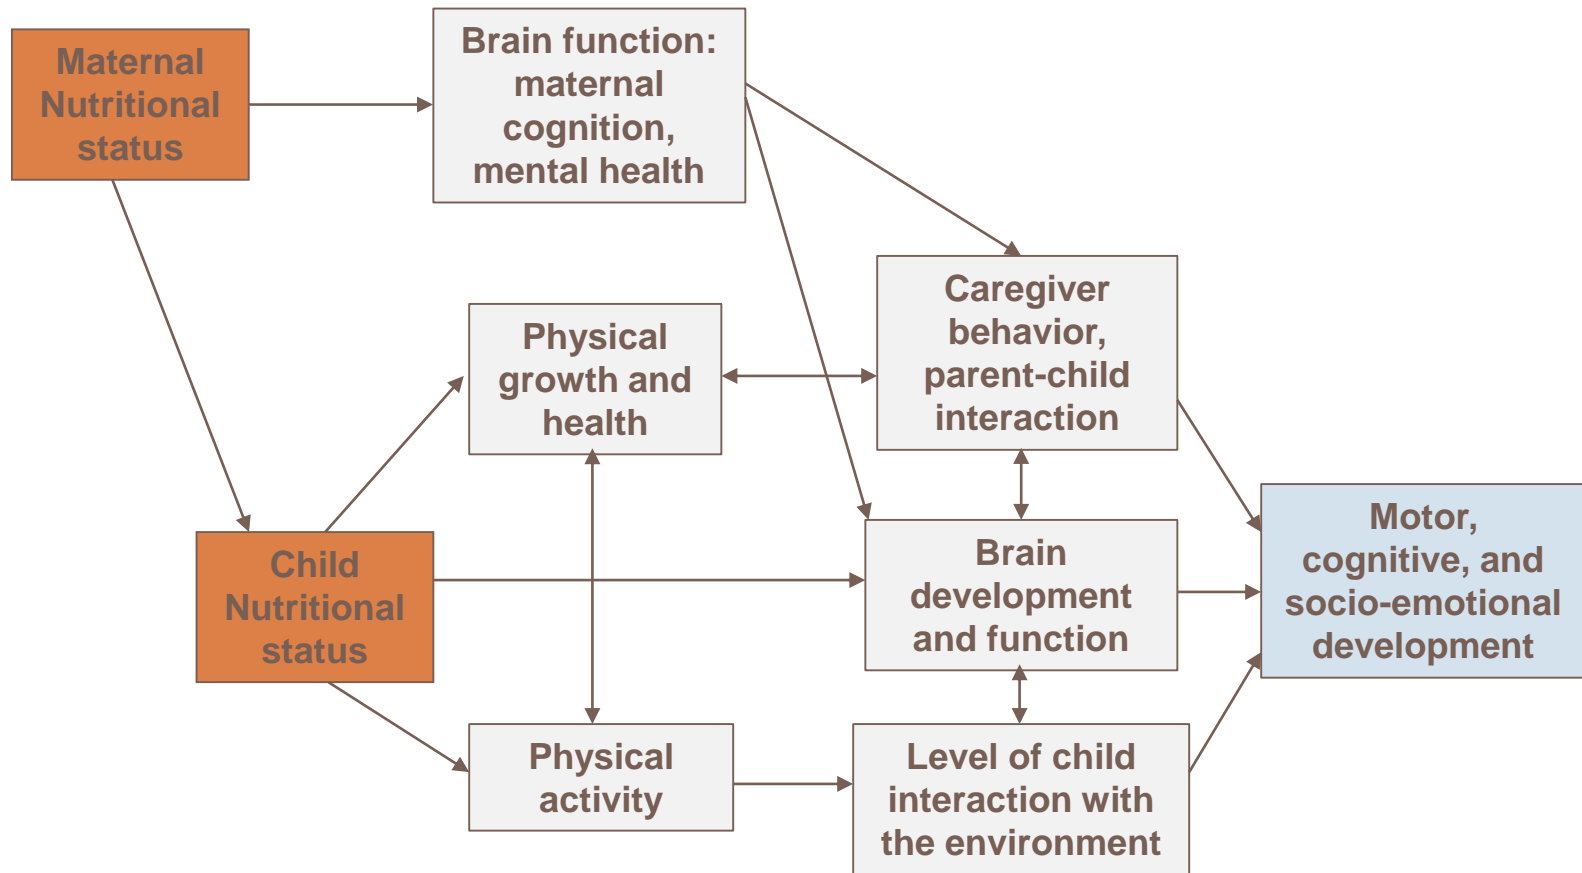 Maternal
Nutritional
status
Brain function:
maternal
cognition,
mental health
Caregiver
behavior,
parent-child
interaction
Physical
growth and
health
Child
Nutritional
status
Brain
development
and function
Motor,
cognitive, and
socio-emotional
development
Physical
activity
Level of child
interaction with
the environment